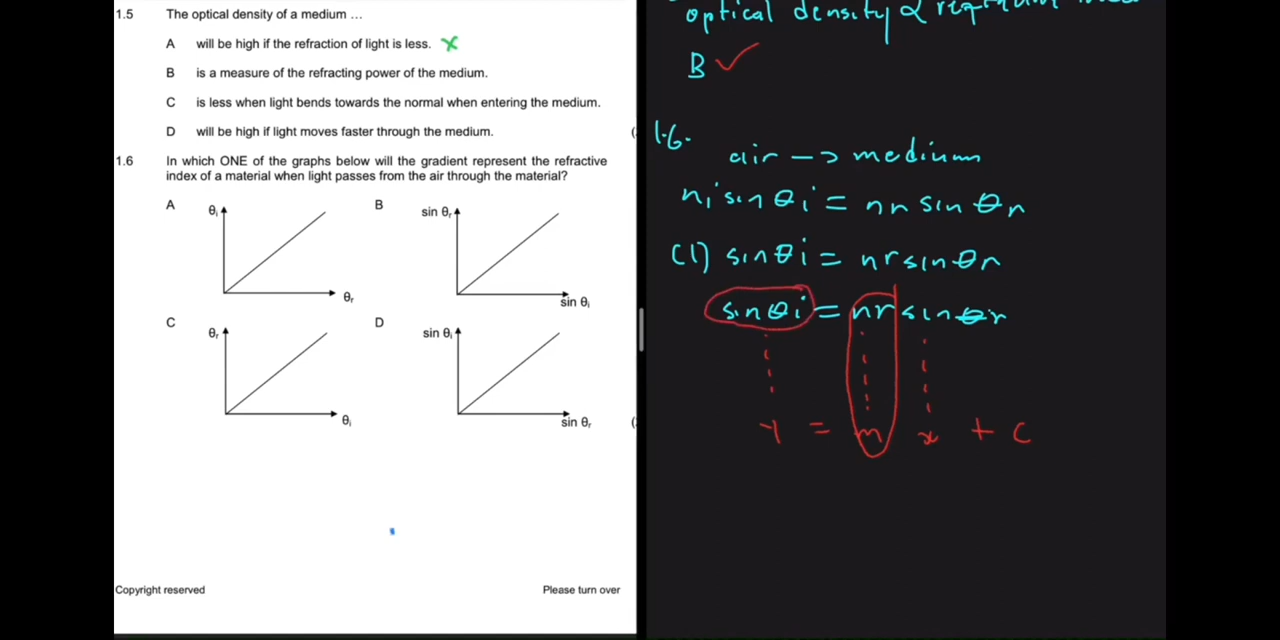 1.5 The optical density of a medium …
A will be high if the refraction of light is less. X
B is a measure of the refracting power of the medium.
C is less when light bends towards the normal when entering the medium.
D will be high if light moves faster through the medium.
(
1.6 In which ONE of the graphs below will the gradient represent the refractive
index of a material when light passes from the air through the material?
A θi θr
B sin θr sin θi
C θr θi
D sin θi sin θr
(
Copyright reserved Please turn over
optical density α
B ✓
1.6.
air → medium
ni sin θi = nr sin θr
(1) sin θi = nr sin θr
sin θi = nr sin θr
y = m x + c